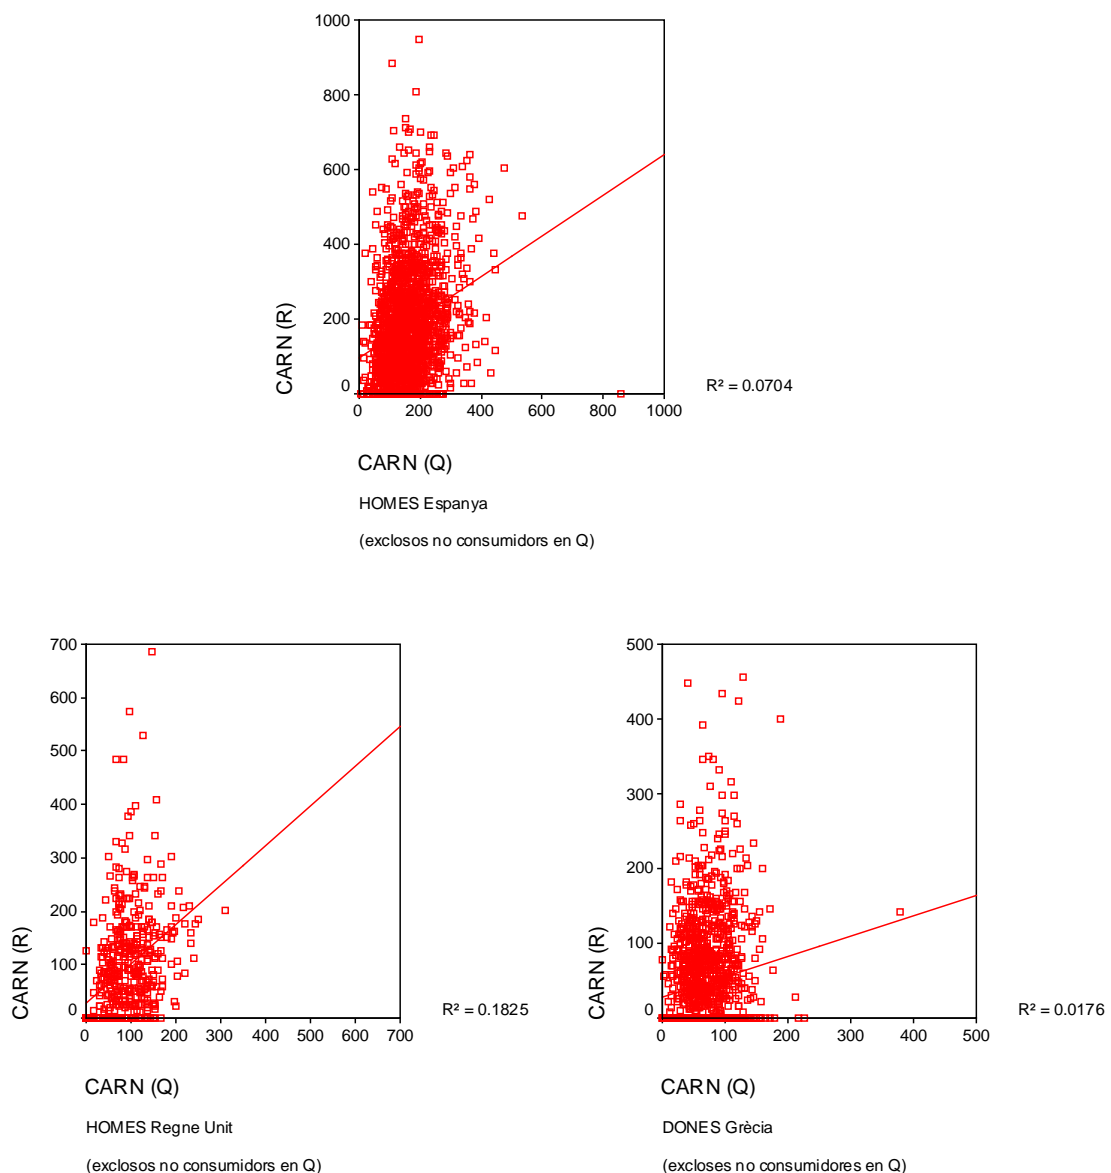 1000
800
600
400
200
0
CARN (R)
0 200 400 600 800 1000
R² = 0.0704
CARN (Q)
HOMES Espanya
(exclosos no consumidors en Q)
700
600
500
400
300
200
100
0
CARN (R)
0 100 200 300 400 500 600 700
R² = 0.1825
CARN (Q)
HOMES Regne Unit
(exclosos no consumidors en Q)
500
400
300
200
100
0
CARN (R)
0 100 200 300 400 500
R² = 0.0176
CARN (Q)
DONES Grècia
(excloses no consumidores en Q)